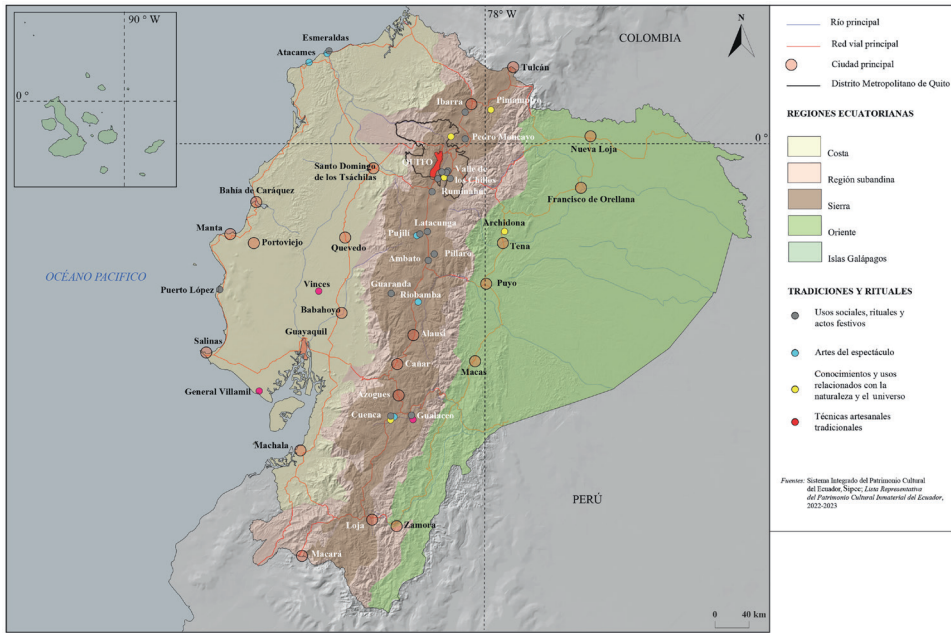 90 º W
0 º
78° W
N
COLOMBIA
Esmeraldas
Atacames
Tulcán
Ibarra
Pimampiro
Pedro Moncayo
0 º
Nueva Loja
QUITO
Valle de
los Chillos
Santo Domingo
de los Tsáchilas
Rumiñahui
Francisco de Orellana
Bahía de Caráquez
Latacunga
Archidona
Manta
Portoviejo
Quevedo
Pujilí
Tena
Píllaro
Ambato
OCÉANO PACIFICO
Puerto López
Vinces
Guaranda
Riobamba
Puyo
Babahoyo
Guayaquil
Alausí
Salinas
Cañar
Macas
General Villamil
Azogues
Cuenca
Gualaceo
Machala
PERÚ
Loja
Zamora
Macará
0 40 km
Río principal
Red vial principal
Ciudad principal
Distrito Metropolitano de Quito
REGIONES ECUATORIANAS
Costa
Región subandina
Sierra
Oriente
Islas Galápagos
TRADICIONES Y RITUALES
Usos sociales, rituales y
actos festivos
Artes del espectáculo
Conocimientos y usos
relacionados con la
naturaleza y el universo
Técnicas artesanales
tradicionales
Fuentes: Sistema Integrado del Patrimonio Cultural
del Ecuador, Sipce; Lista Representativa
del Patrimonio Cultural Inmaterial del Ecuador,
2022-2023